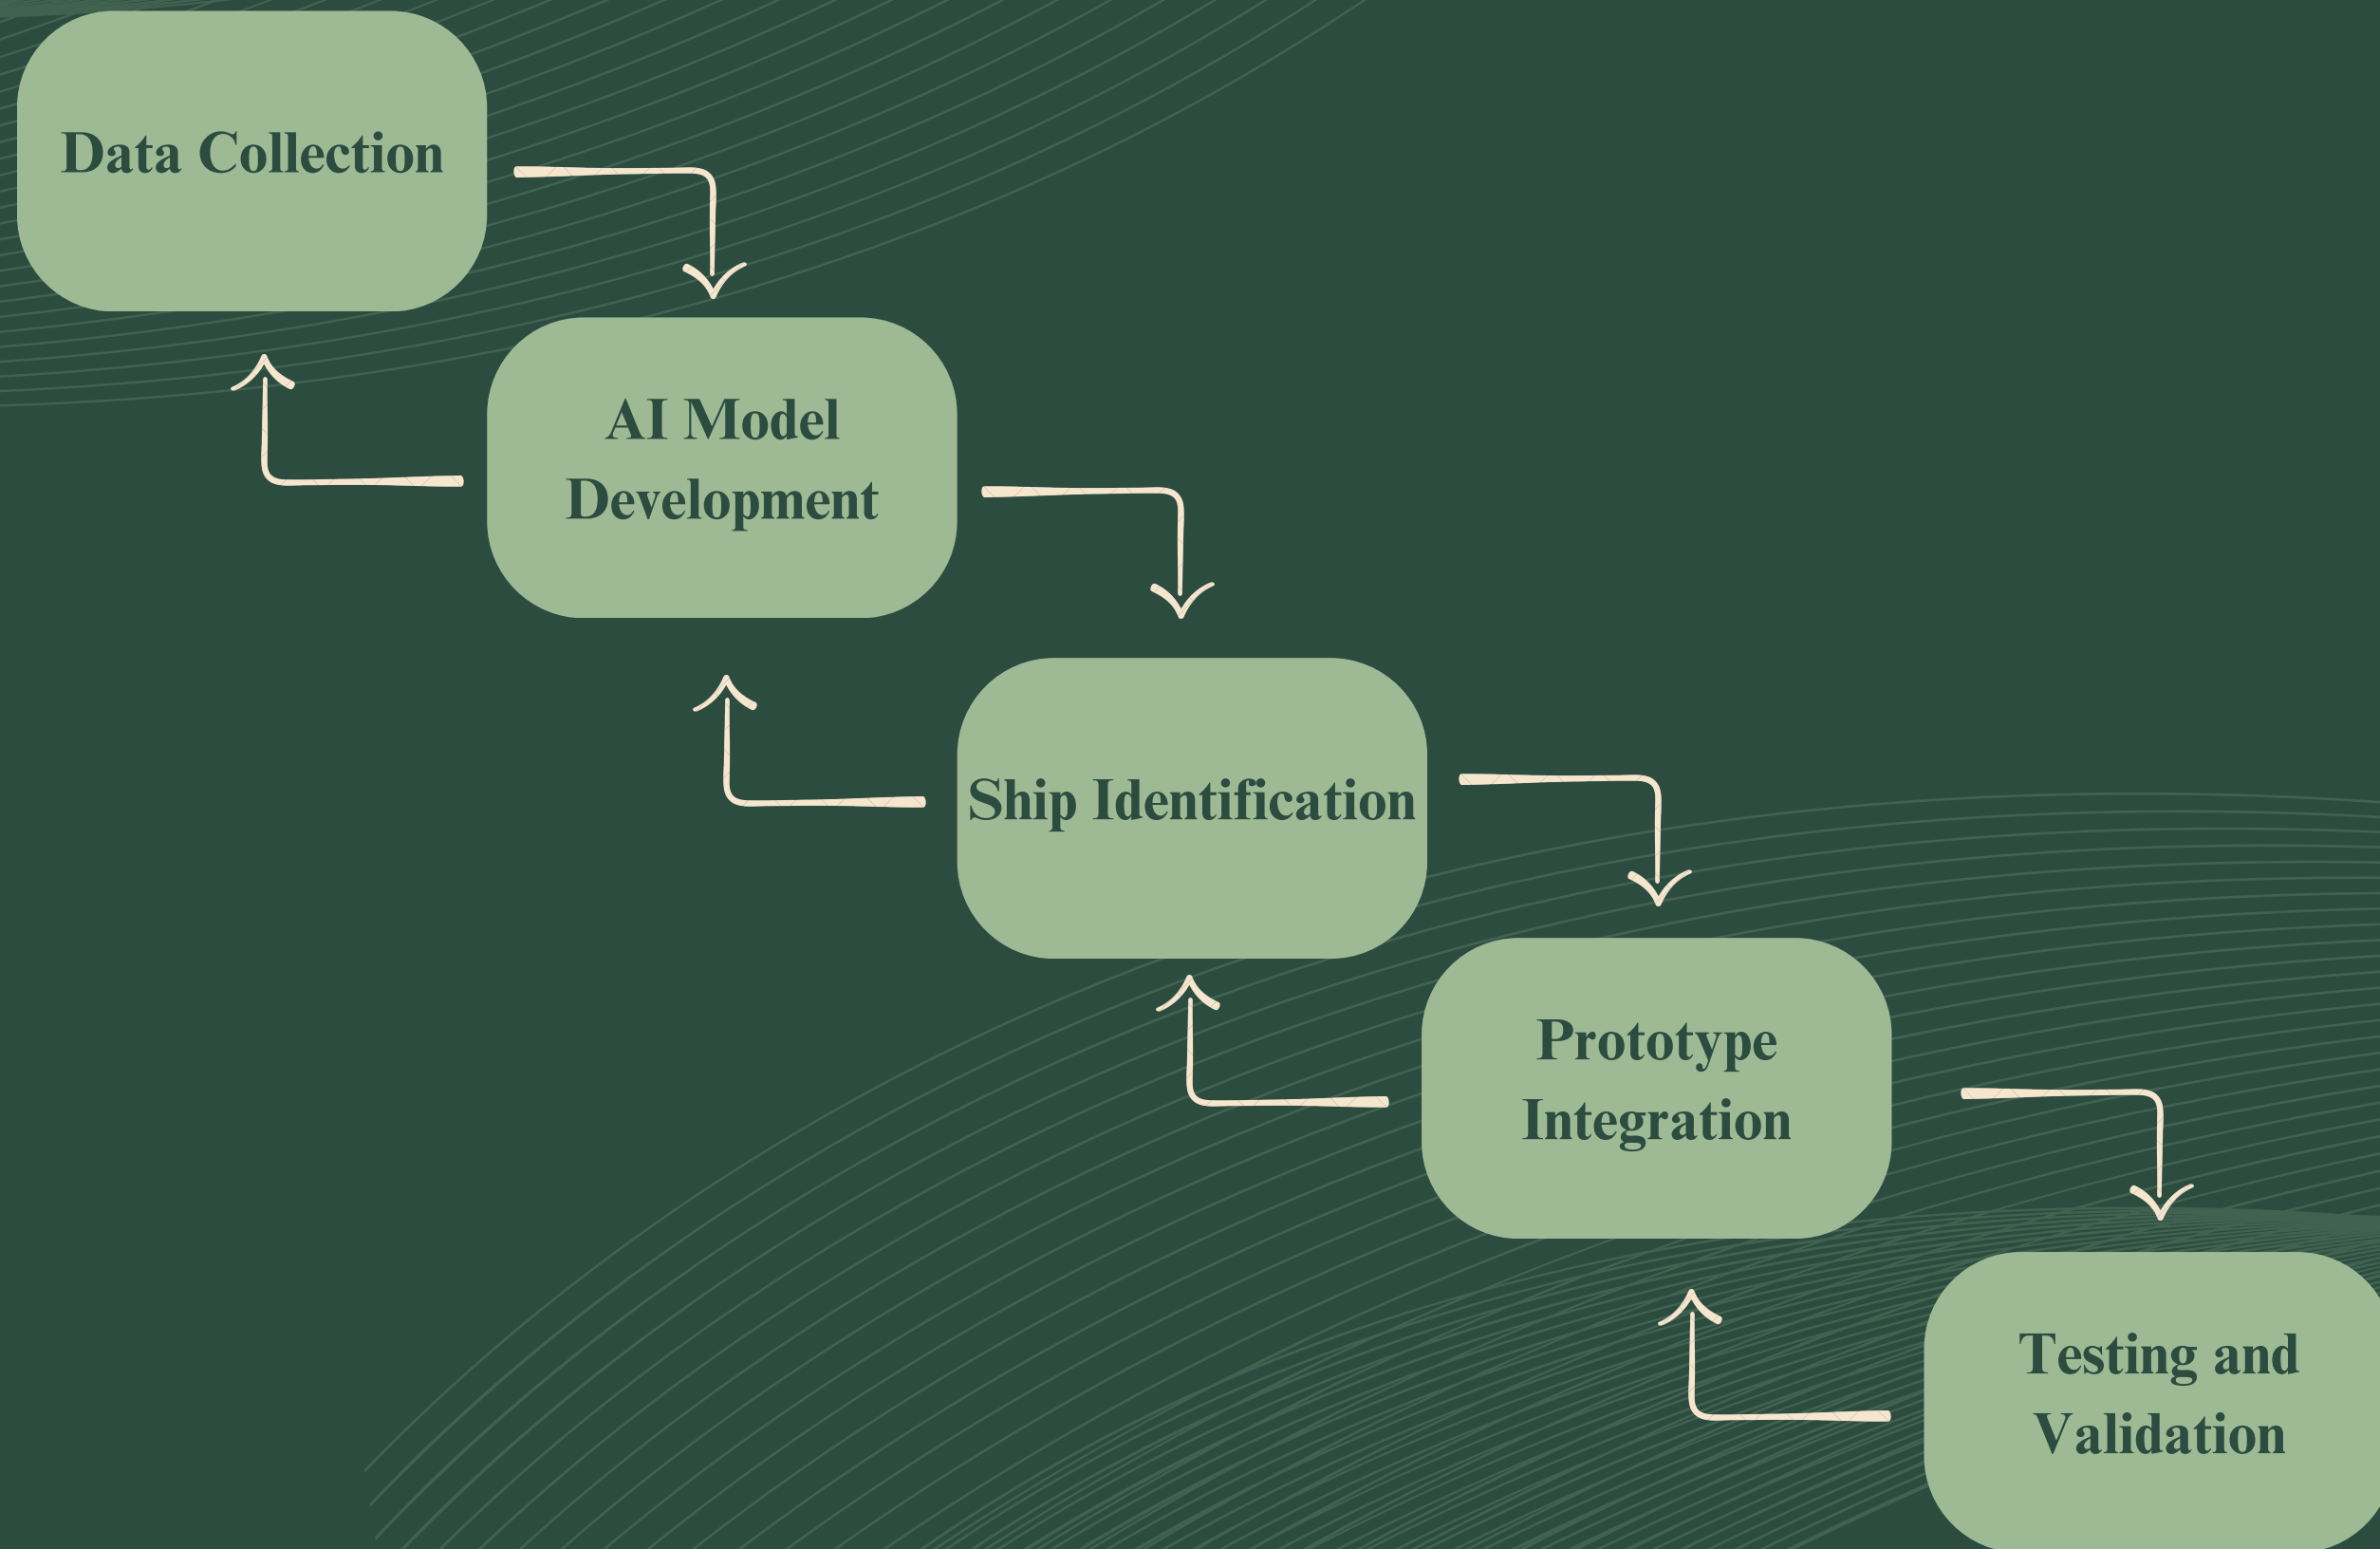 Data Collection
AI Model
Development
Ship Identification
Prototype
Integration
Testing and
Validation